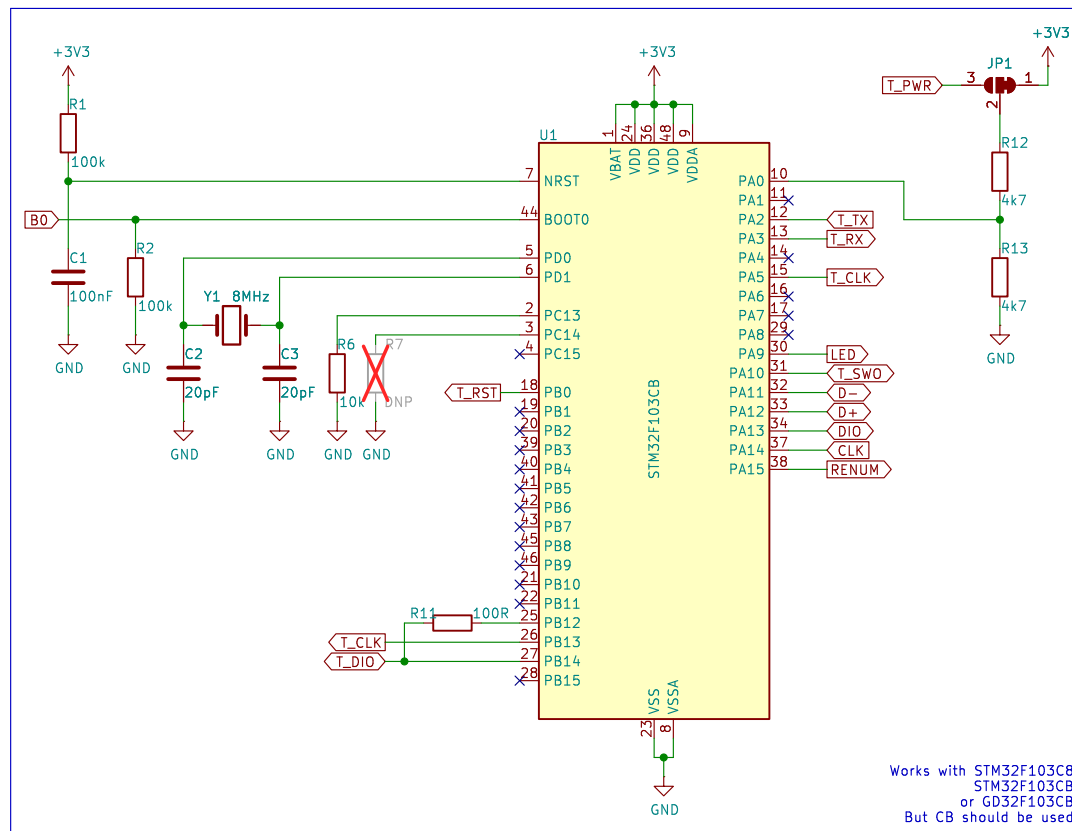 +3V3
+3V3
+3V3
R1
100k
B0
C1
100nF
GND
R2
100k
GND
Y1 8MHz
C2
20pF
GND
C3
20pF
GND
R6
10k
GND
R7
DNP
GND
T_RST
R11 100R
T_CLK
T_DIO
U1
STM32F103CB
1 VBAT
24 VDD
36 VDD
48 VDD
9 VDDA
7 NRST
44 BOOT0
5 PD0
6 PD1
2 PC13
3 PC14
4 PC15
18 PB0
19 PB1
20 PB2
39 PB3
40 PB4
41 PB5
42 PB6
43 PB7
45 PB8
46 PB9
21 PB10
22 PB11
25 PB12
26 PB13
27 PB14
28 PB15
23 VSS
8 VSSA
GND
PA0 10
PA1 11
PA2 12 T_TX
PA3 13 T_RX
PA4 14
PA5 15 T_CLK
PA6 16
PA7 17
PA8 29
PA9 30 LED
PA10 31 T_SWO
PA11 32 D-
PA12 33 D+
PA13 34 DIO
PA14 37 CLK
PA15 38 RENUM
JP1
T_PWR 3 1
2
R12
4k7
R13
4k7
GND
Works with STM32F103C8
STM32F103CB
or GD32F103CB
But CB should be used